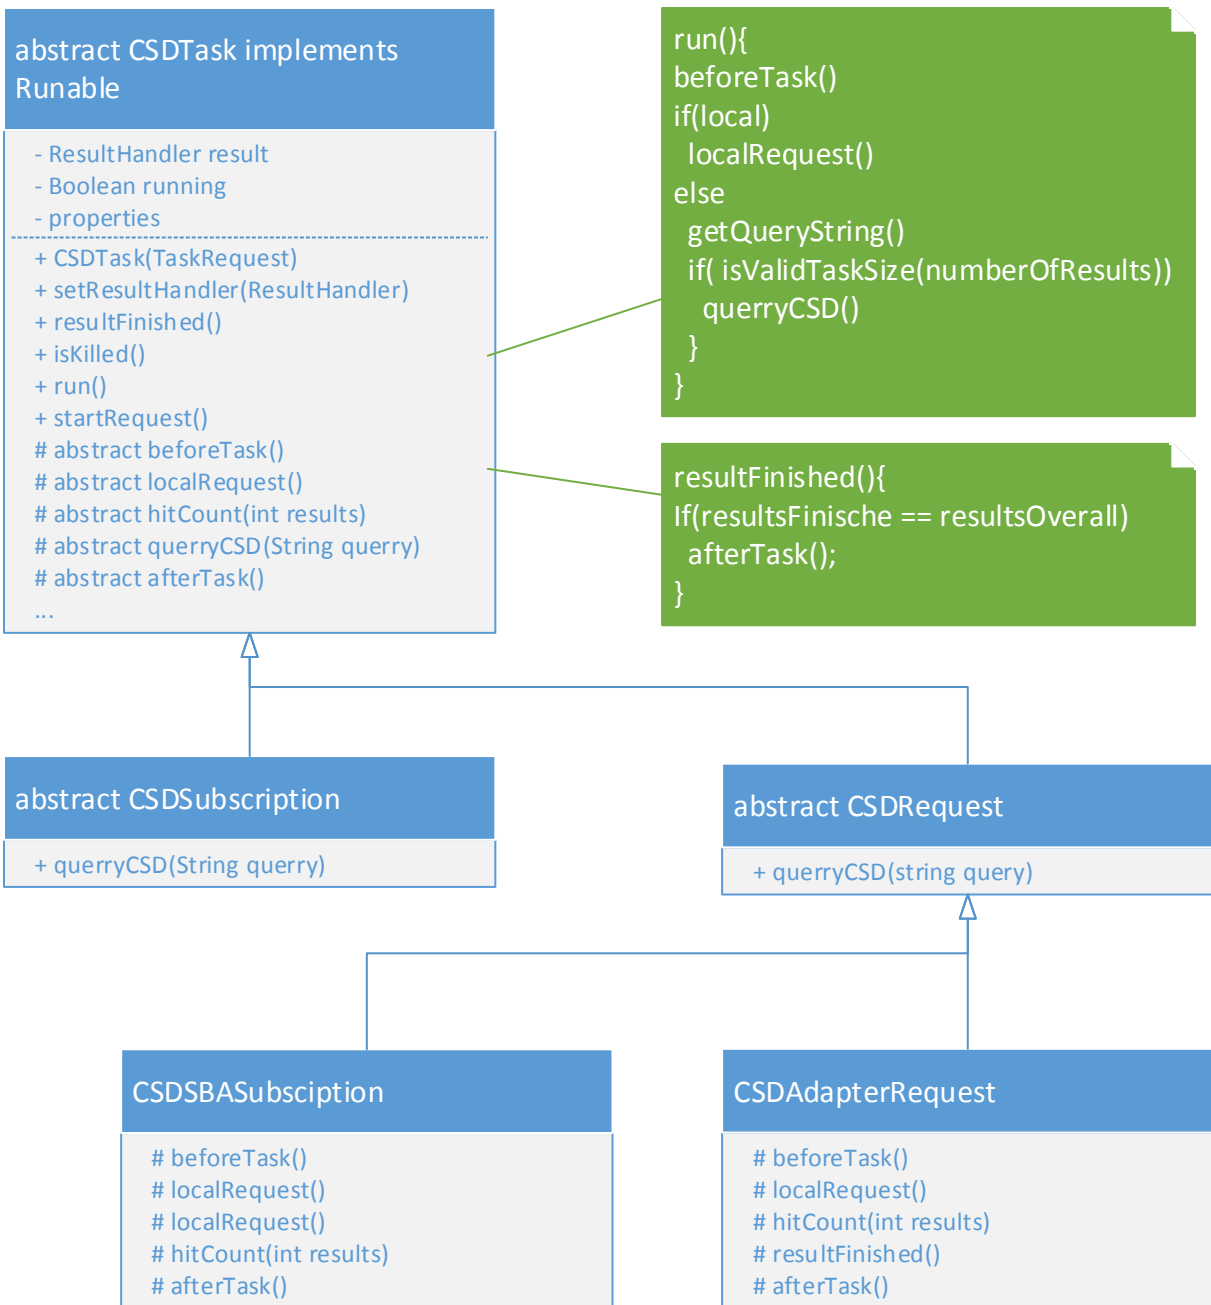 abstract CSDTask implements
Runable
- ResultHandler result
- Boolean running
- properties
+ CSDTask(TaskRequest)
+ setResultHandler(ResultHandler)
+ resultFinished()
+ isKilled()
+ run()
+ startRequest()
# abstract beforeTask()
# abstract localRequest()
# abstract hitCount(int results)
# abstract querryCSD(String querry)
# abstract afterTask()
...
run(){
beforeTask()
if(local)
localRequest()
else
getQueryString()
if( isValidTaskSize(numberOfResults))
querryCSD()
}
}
resultFinished(){
If(resultsFinische == resultsOverall)
afterTask();
}
abstract CSDSubscription
+ querryCSD(String querry)
abstract CSDRequest
+ querryCSD(string query)
CSDSBASubsciption
# beforeTask()
# localRequest()
# localRequest()
# hitCount(int results)
# afterTask()
CSDAdapterRequest
# beforeTask()
# localRequest()
# hitCount(int results)
# resultFinished()
# afterTask()